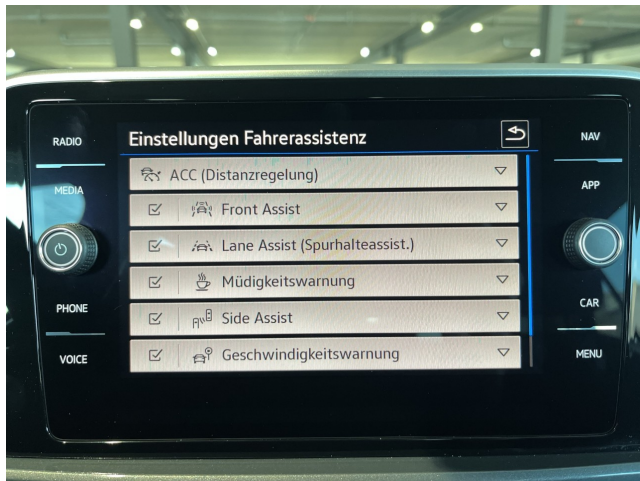 RADIO
MEDIA
PHONE
VOICE
Einstellungen Fahrerassistenz
ACC (Distanzregelung)
Front Assist
Lane Assist (Spurhalteassist.)
Müdigkeitswarnung
Side Assist
Geschwindigkeitswarnung
NAV
APP
CAR
MENU